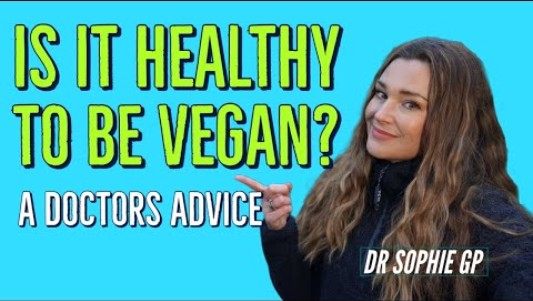 IS IT HEALTHY
TO BE VEGAN?
A DOCTORS ADVICE
DR SOPHIE GP